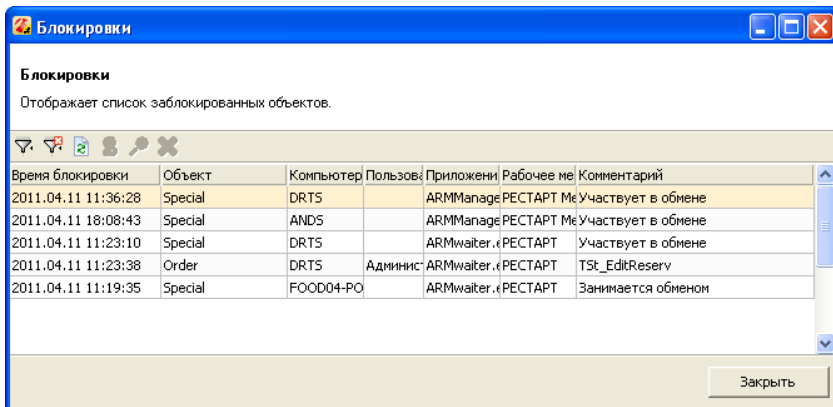 Блокировки
Блокировки
Отображает список заблокированных объектов.
Время блокировки Объект Компьютер Пользова Приложени Рабочее ме Комментарий
2011.04.11 11:36:28 Special DRTS ARMManage РЕСТАРТ Ме Участвует в обмене
2011.04.11 18:08:43 Special ANDS ARMManage РЕСТАРТ Ме Участвует в обмене
2011.04.11 11:23:10 Special DRTS ARMwaiter.e РЕСТАРТ Участвует в обмене
2011.04.11 11:23:38 Order DRTS Админист ARMwaiter.e РЕСТАРТ TSt_EditReserv
2011.04.11 11:19:35 Special FOOD04-PO ARMwaiter.e РЕСТАРТ Занимается обменом
Закрыть